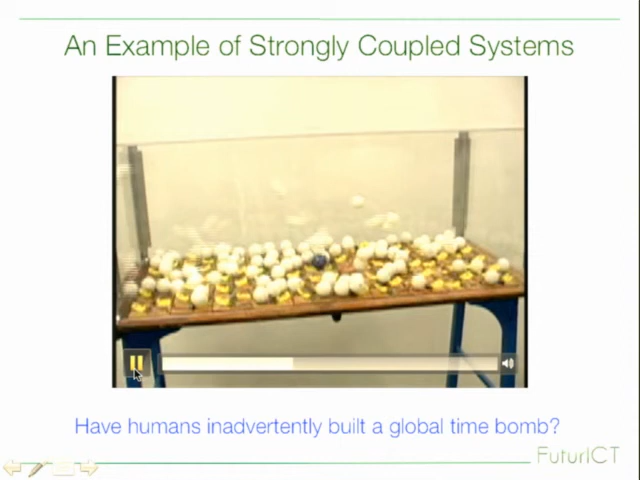 An Example of Strongly Coupled Systems
Have humans inadvertently built a global time bomb?
FuturICT